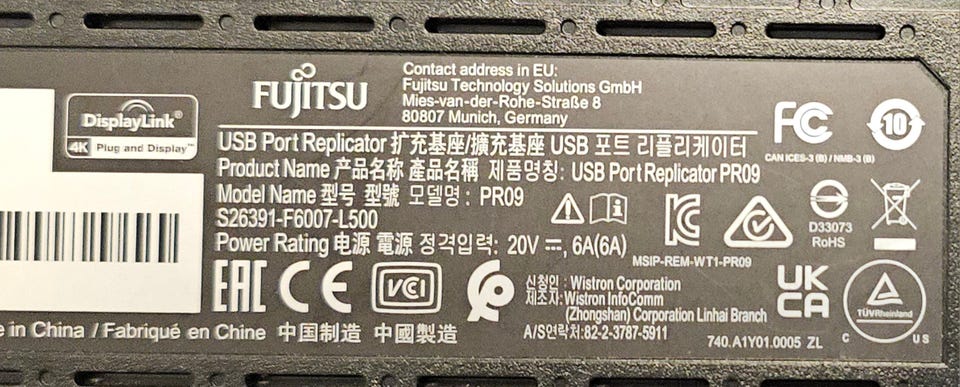 FUJITSU
Contact address in EU:
Fujitsu Technology Solutions GmbH
Mies-van-der-Rohe-Straße 8
80807 Munich, Germany
DisplayLink®
4K Plug and Display™
USB Port Replicator 扩充基座/擴充基座 USB 포트 리플리케이터
Product Name 产品名称 產品名稱 제품명칭: USB Port Replicator PR09
Model Name 型号 型號 모델명 : PR09
S26391-F6007-L500
Power Rating 电源 電源 정격입력: 20V ⎓, 6A(6A)
FC
CAN ICES-3 (B) / NMB-3 (B)
10
MSIP-REM-WT1-PR09
D33073
RoHS
EAC CE VCCI
신청인 : Wistron Corporation
제조자: Wistron InfoComm
(Zhongshan) Corporation Linhai Branch
A/S연락처:82-2-3787-5911
UK
CA
TÜVRheinland
C US
740.A1Y01.0005 ZL
in China / Fabriqué en Chine 中国制造 中國製造